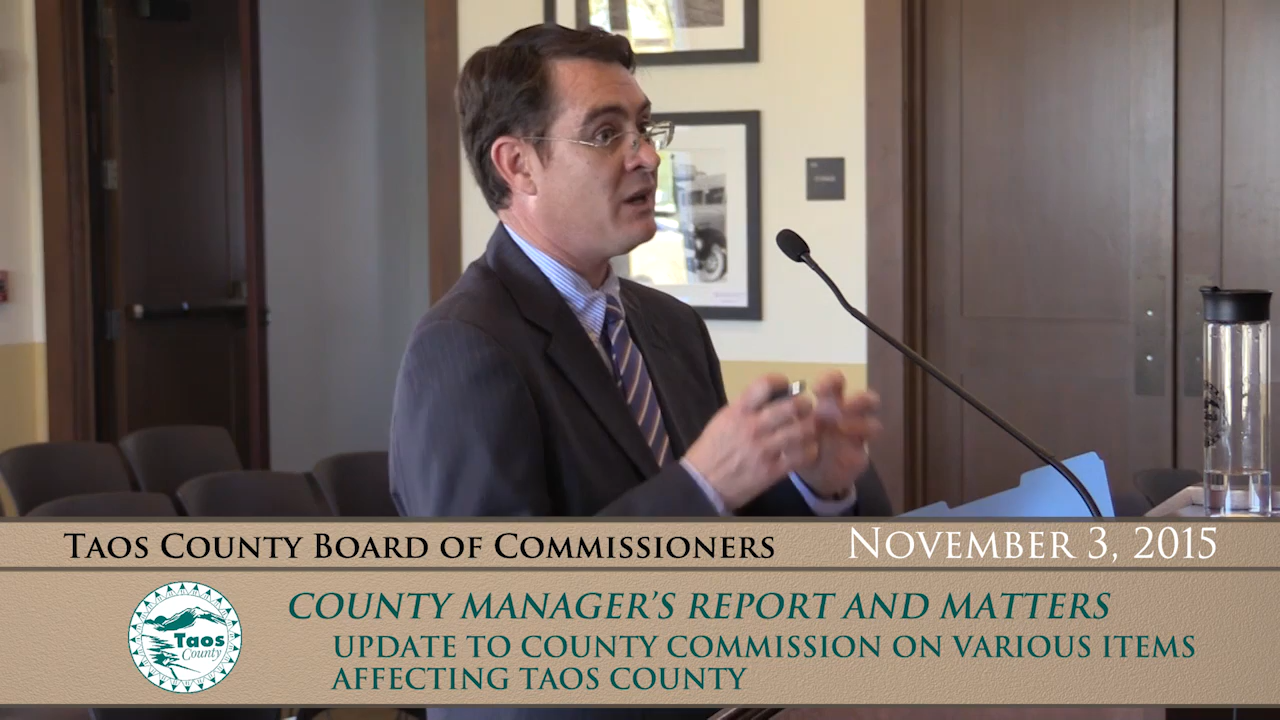 TAOS COUNTY BOARD OF COMMISSIONERS
NOVEMBER 3, 2015
COUNTY MANAGER'S REPORT AND MATTERS
UPDATE TO COUNTY COMMISSION ON VARIOUS ITEMS
AFFECTING TAOS COUNTY
Taos
County